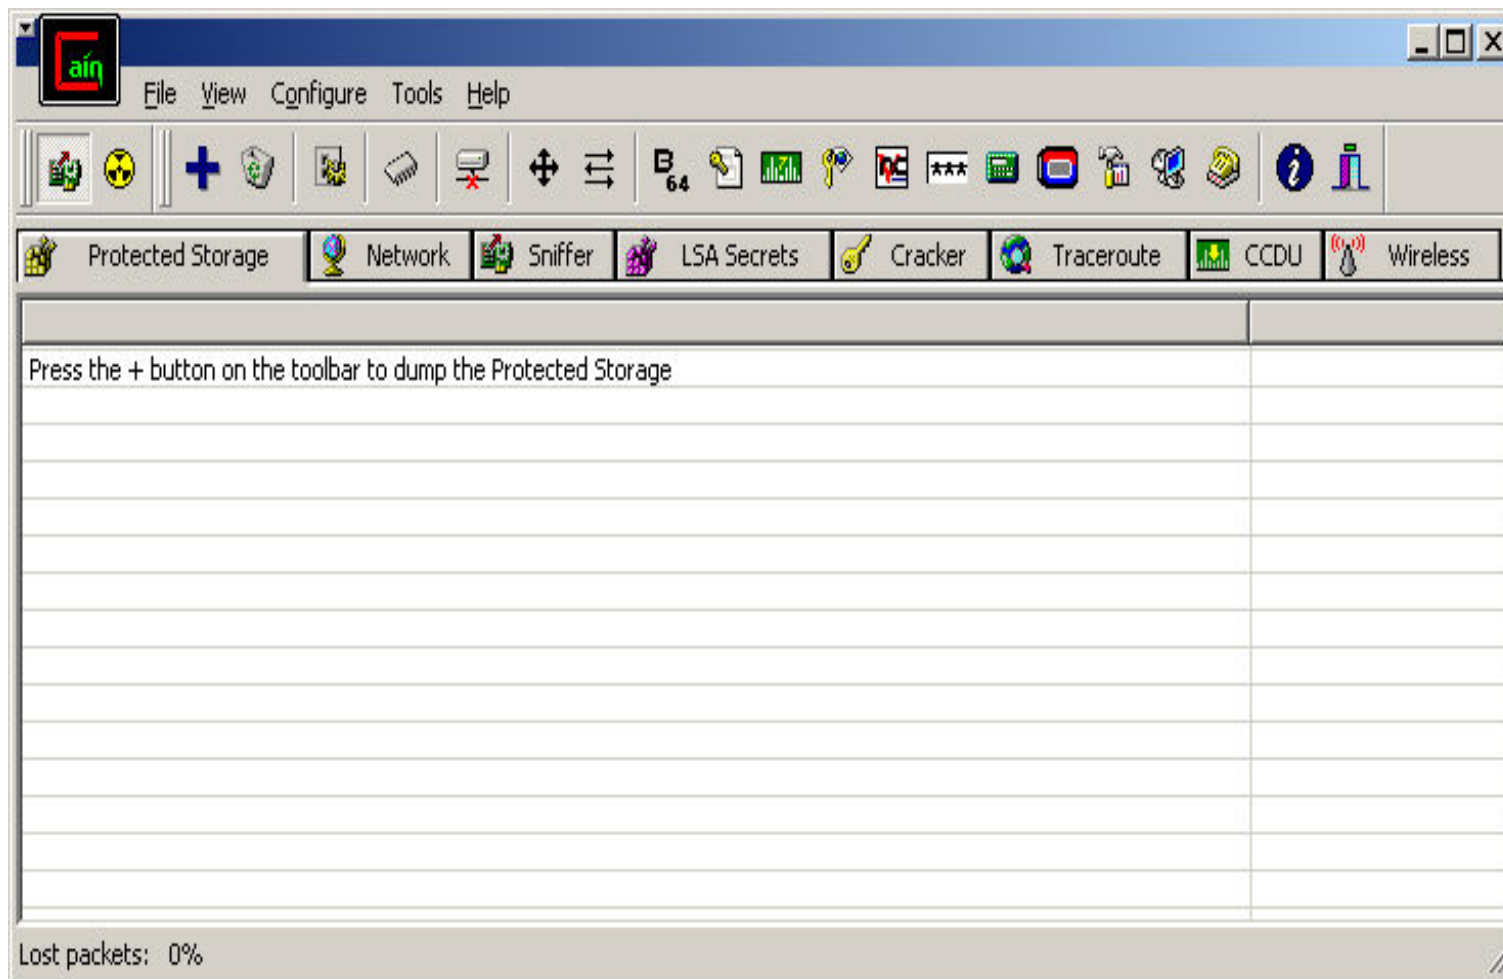 Cain
File View Configure Tools Help
B
64
***
i
Protected Storage Network Sniffer LSA Secrets Cracker Traceroute CCDU Wireless
Press the + button on the toolbar to dump the Protected Storage
Lost packets: 0%